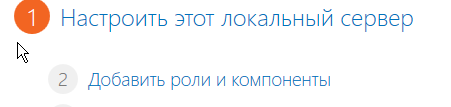 1 Настроить этот локальный сервер
2 Добавить роли и компоненты